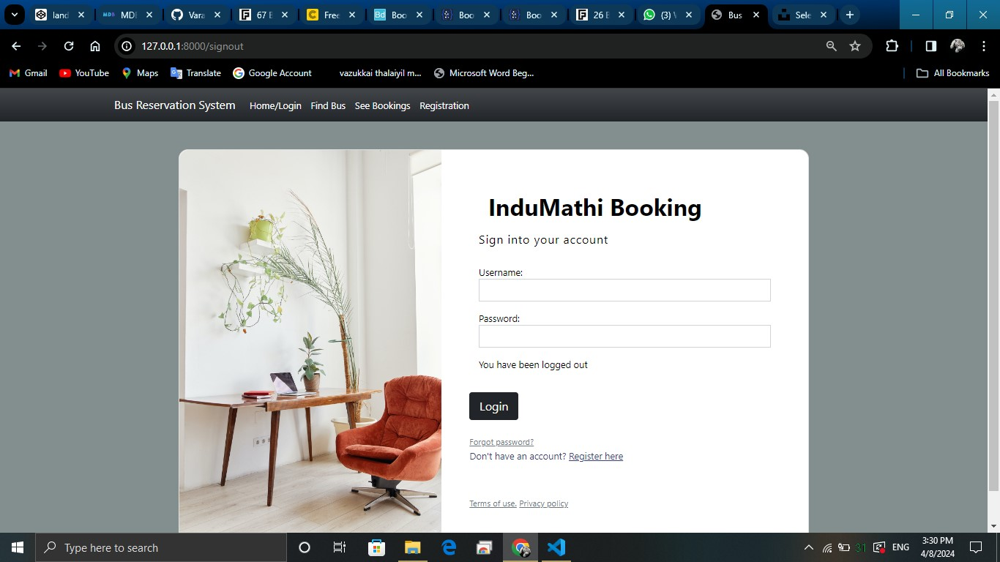 land
MDI
Vara
67 B
Free
Bd Boo
Boo
Boo
26 B
(3) W
Bus
Sele
127.0.0.1:8000/signout
Gmail
YouTube
Maps
Translate
Google Account
vazukkai thalaiyil m...
Microsoft Word Beg...
All Bookmarks
Bus Reservation System
Home/Login
Find Bus
See Bookings
Registration
InduMathi Booking
Sign into your account
Username:
Password:
You have been logged out
Login
Forgot password?
Don't have an account? Register here
Terms of use. Privacy policy
Type here to search
31
ENG
3:30 PM
4/8/2024